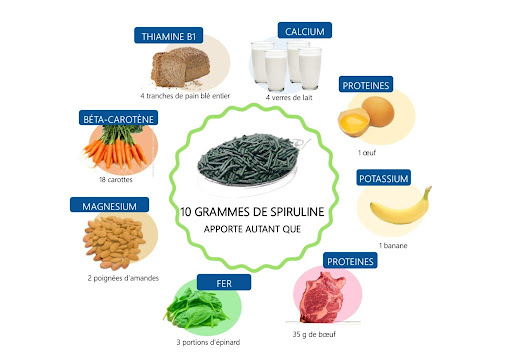 THIAMINE B1
4 tranches de pain blé entier
CALCIUM
4 verres de lait
PROTEINES
1 œuf
POTASSIUM
1 banane
PROTEINES
35 g de bœuf
FER
3 portions d'épinard
MAGNESIUM
2 poignées d'amandes
BÉTA-CAROTÈNE
18 carottes
10 GRAMMES DE SPIRULINE
APPORTE AUTANT QUE